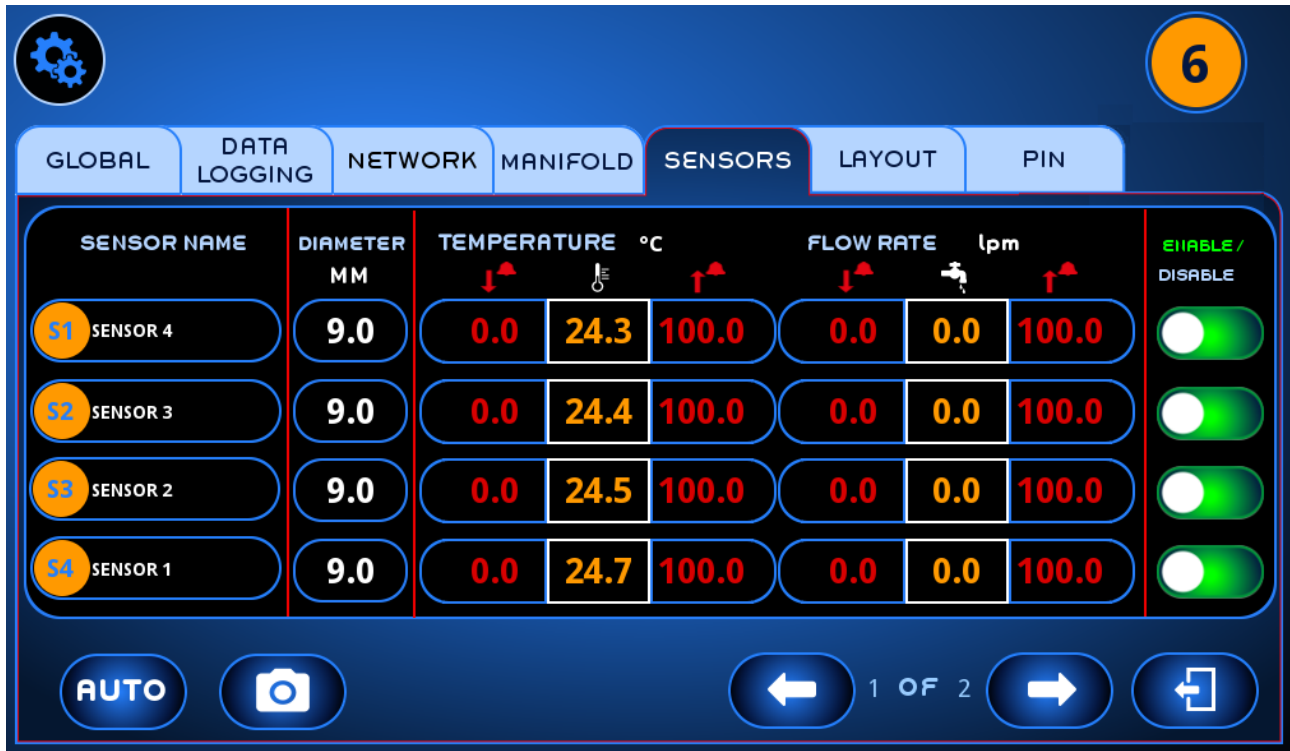 6
GLOBAL
DATA LOGGING
NETWORK
MANIFOLD
SENSORS
LAYOUT
PIN
SENSOR NAME DIAMETER TEMPERATURE °C FLOW RATE lpm ENABLE/
MM DISABLE
S1 SENSOR 4 9.0 0.0 24.3 100.0 0.0 0.0 100.0
S2 SENSOR 3 9.0 0.0 24.4 100.0 0.0 0.0 100.0
S3 SENSOR 2 9.0 0.0 24.5 100.0 0.0 0.0 100.0
S4 SENSOR 1 9.0 0.0 24.7 100.0 0.0 0.0 100.0
AUTO 1 OF 2